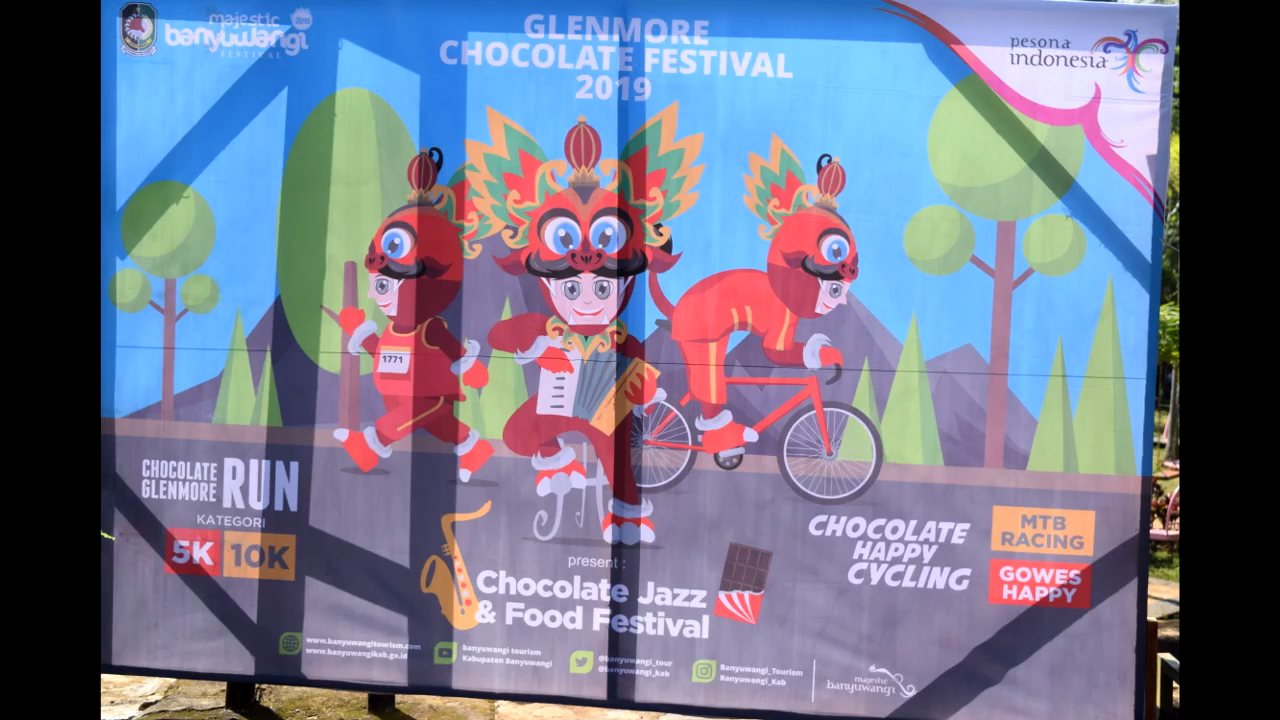 majestic
banyuwangi
FESTIVAL
2019
GLENMORE
CHOCOLATE FESTIVAL
2019
pesona
indonesia
1771
CHOCOLATE
GLENMORE
RUN
KATEGORI
5K 10K
present :
Chocolate Jazz
& Food Festival
CHOCOLATE
HAPPY
CYCLING
MTB
RACING
GOWES
HAPPY
www.banyuwangitourism.com
www.banyuwangikab.go.id
banyuwangi tourism
Kabupaten Banyuwangi
@banyuwangi_tour
@banyuwangi_kab
Banyuwangi_Tourism
Banyuwangi_Kab
majestic
banyuwangi